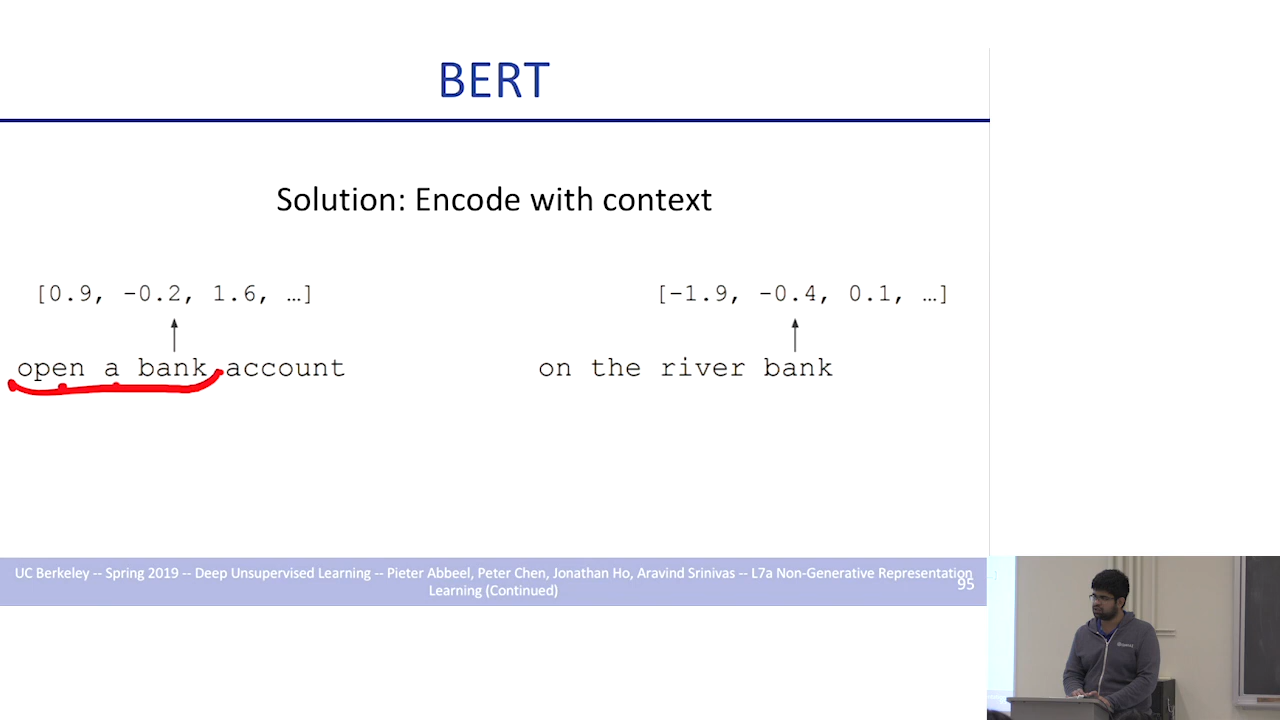 BERT
Solution: Encode with context
[0.9, -0.2, 1.6, …]
[-1.9, -0.4, 0.1, …]
open a bank account
on the river bank
UC Berkeley -- Spring 2019 -- Deep Unsupervised Learning -- Pieter Abbeel, Peter Chen, Jonathan Ho, Aravind Srinivas -- L7a Non-Generative Representation
Learning (Continued)
95